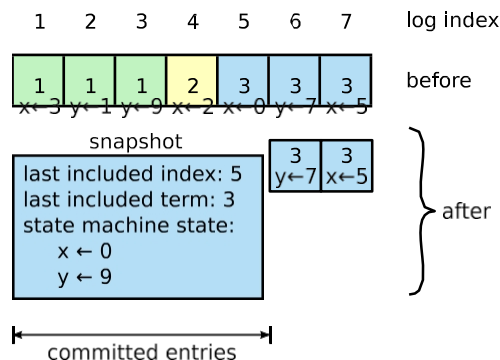 1 2 3 4 5 6 7 log index
1 1 1 2 3 3 3 before
x←3 y←1 y←9 x←2 x←0 y←7 x←5
snapshot
3 3
y←7 x←5
last included index: 5
last included term: 3
state machine state:
x ← 0
y ← 9
after
committed entries